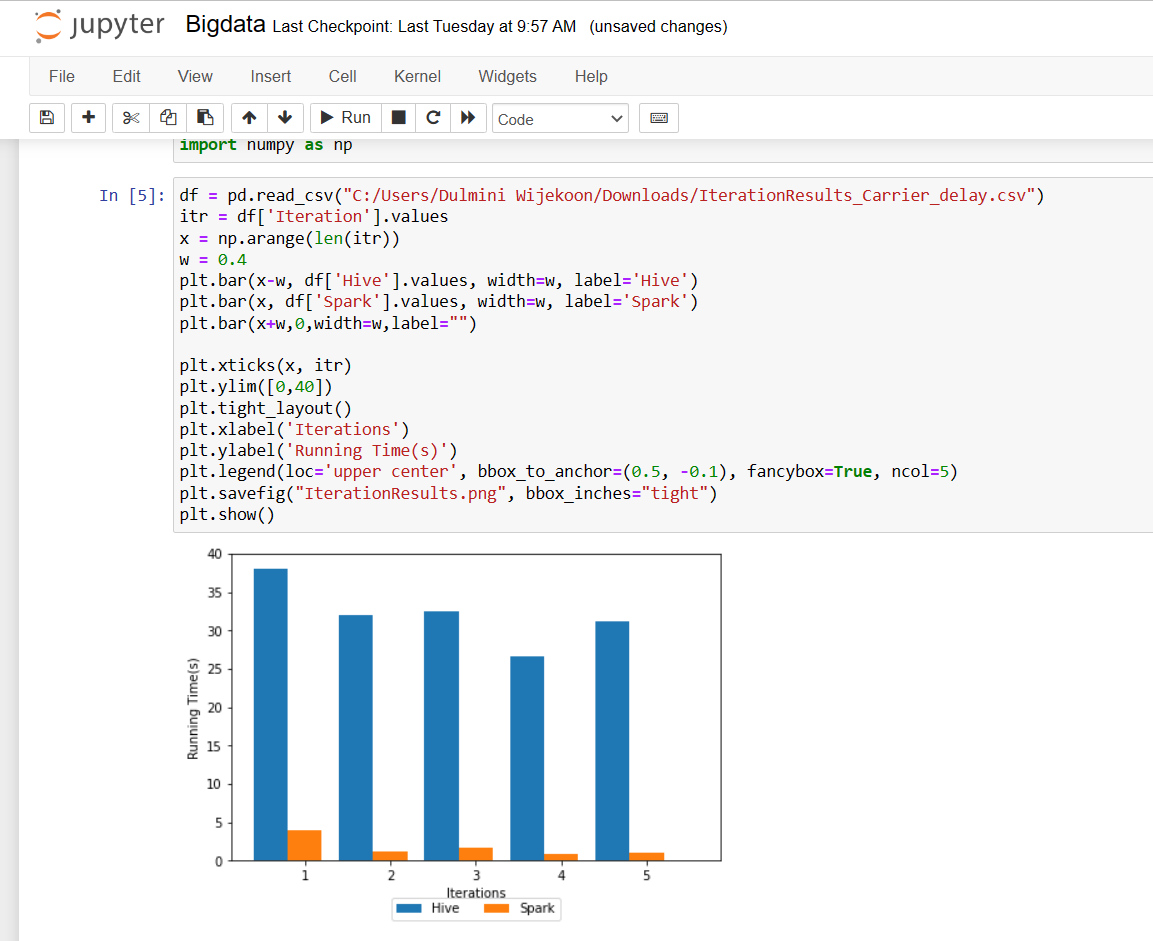 jupyter Bigdata Last Checkpoint: Last Tuesday at 9:57 AM (unsaved changes)
File Edit View Insert Cell Kernel Widgets Help
Run Code
import numpy as np
In [5]: df = pd.read_csv("C:/Users/Dulmini Wijekoon/Downloads/IterationResults_Carrier_delay.csv")
itr = df['Iteration'].values
x = np.arange(len(itr))
w = 0.4
plt.bar(x-w, df['Hive'].values, width=w, label='Hive')
plt.bar(x, df['Spark'].values, width=w, label='Spark')
plt.bar(x+w,0,width=w,label="")
plt.xticks(x, itr)
plt.ylim([0,40])
plt.tight_layout()
plt.xlabel('Iterations')
plt.ylabel('Running Time(s)')
plt.legend(loc='upper center', bbox_to_anchor=(0.5, -0.1), fancybox=True, ncol=5)
plt.savefig("IterationResults.png", bbox_inches="tight")
plt.show()
40
35
30
25
20
15
10
5
0
Running Time(s)
1 2 3 4 5
Iterations
Hive Spark